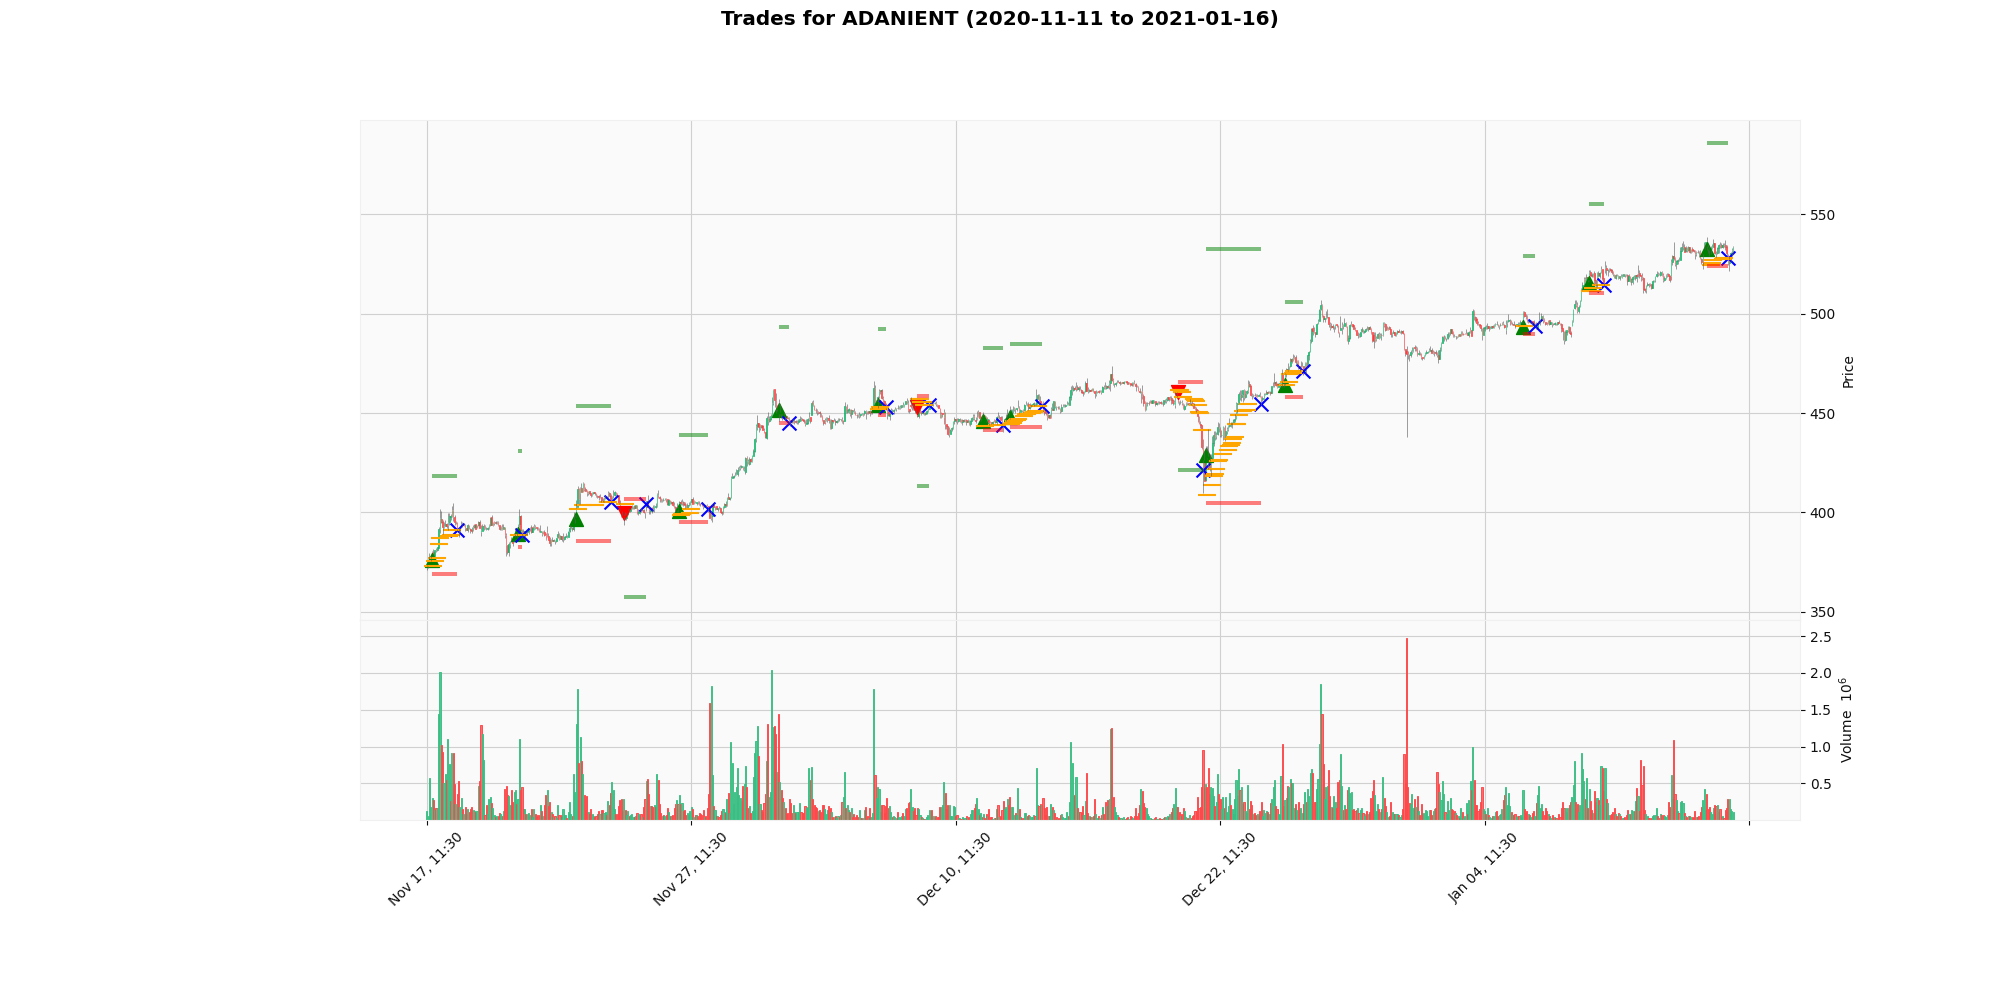 Trades for ADANIENT (2020-11-11 to 2021-01-16)
550
500
450
400
350
Price
2.5
2.0
1.5
1.0
0.5
Volume 10^6
Nov 17, 11:30
Nov 27, 11:30
Dec 10, 11:30
Dec 22, 11:30
Jan 04, 11:30